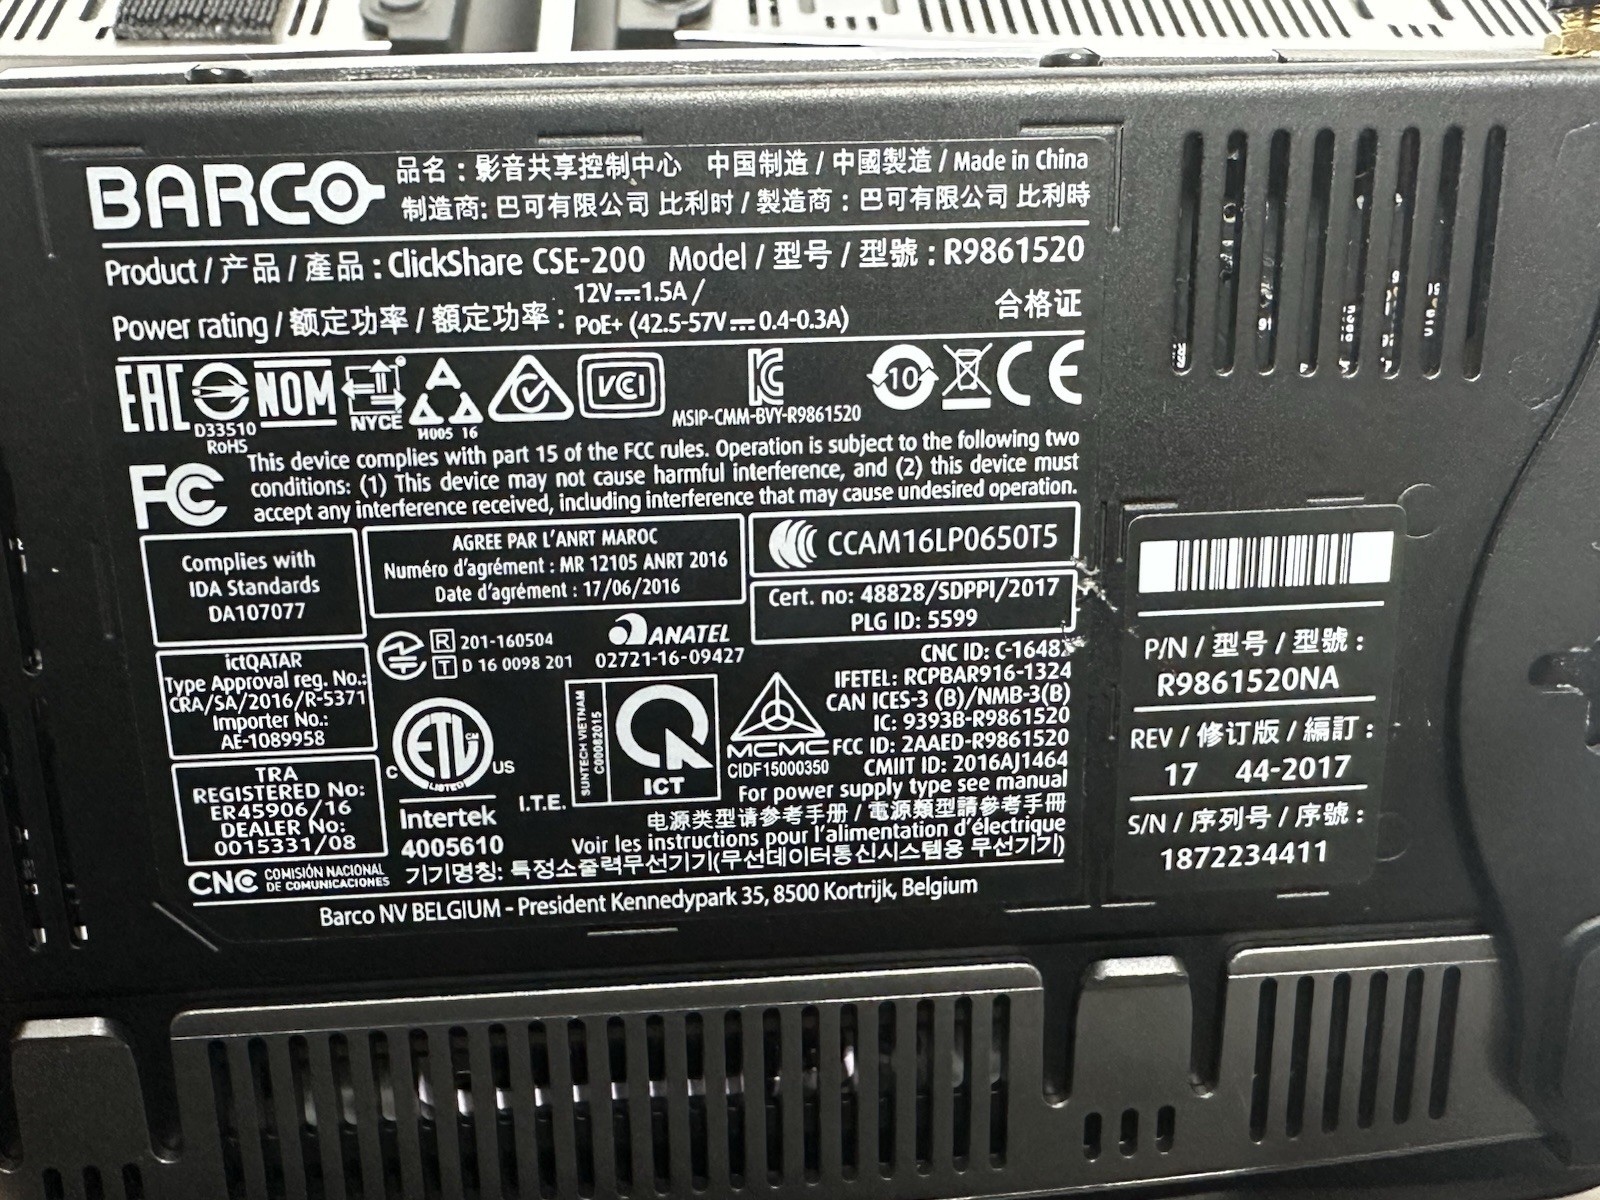 BARCO
品名：影音共享控制中心 中国制造 / 中國製造 / Made in China
制造商: 巴可有限公司 比利时 / 製造商：巴可有限公司 比利時
Product / 产品 / 產品 : ClickShare CSE-200 Model / 型号 / 型號 : R9861520
Power rating / 额定功率 / 額定功率 : 12V⎓1.5A /
PoE+ (42.5-57V⎓0.4-0.3A)
合格证
EAC
D33510
RoHS
NOM
NYCE
H005 16
VCI
MSIP-CMM-BVY-R9861520
10
CE
FC
This device complies with part 15 of the FCC rules. Operation is subject to the following two
conditions: (1) This device may not cause harmful interference, and (2) this device must
accept any interference received, including interference that may cause undesired operation.
Complies with
IDA Standards
DA107077
AGREE PAR L'ANRT MAROC
Numéro d'agrément : MR 12105 ANRT 2016
Date d'agrément : 17/06/2016
CCAM16LP0650T5
Cert. no: 48828/SDPPI/2017
PLG ID: 5599
ictQATAR
Type Approval reg. No.:
CRA/SA/2016/R-5371
Importer No.:
AE-1089958
R 201-160504
T D 16 0098 201
ANATEL
02721-16-09427
TRA
REGISTERED No:
ER45906/16
DEALER No:
0015331/08
C ETL CM US
LISTED
Intertek
4005610
I.T.E.
SUNTECH VIETNAM
C00082015
ICT
MCMC
CIDF15000350
CNC ID: C-1648
IFETEL: RCPBAR916-1324
CAN ICES-3 (B)/NMB-3(B)
IC: 9393B-R9861520
FCC ID: 2AAED-R9861520
CMIIT ID: 2016AJ1464
For power supply type see manual
电源类型请参考手册 / 電源類型請參考手冊
Voir les instructions pour l'alimentation d'électrique
CNC COMISIÓN NACIONAL
DE COMUNICACIONES
기기명칭: 특정소출력무선기기(무선데이터통신시스템용 무선기기)
Barco NV BELGIUM - President Kennedypark 35, 8500 Kortrijk, Belgium
P/N / 型号 / 型號 :
R9861520NA
REV / 修订版 / 編訂 :
17 44-2017
S/N / 序列号 / 序號 :
1872234411